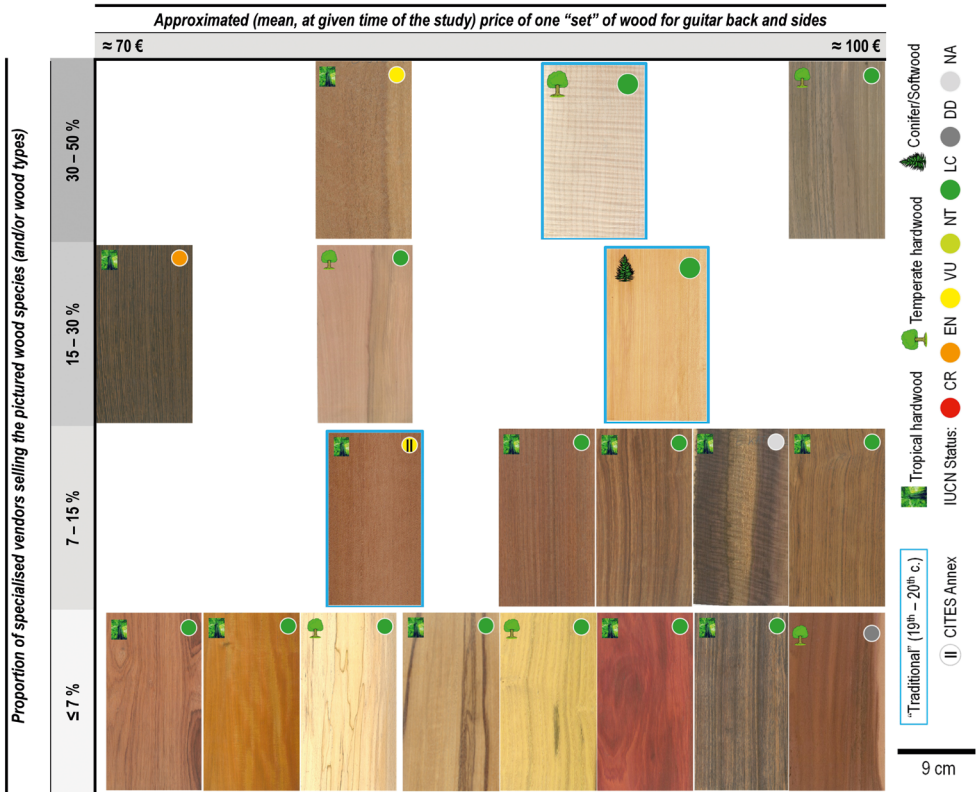 Approximated (mean, at given time of the study) price of one “set” of wood for guitar back and sides
≈ 70 €
≈ 100 €
Proportion of specialised vendors selling the pictured wood species (and/or wood types)
30 – 50 %
15 – 30 %
7 – 15 %
≤ 7 %
II
Tropical hardwood
Temperate hardwood
Conifer/Softwood
IUCN Status: CR EN VU NT LC DD NA
“Traditional” (19th – 20th c.)
II CITES Annex
9 cm